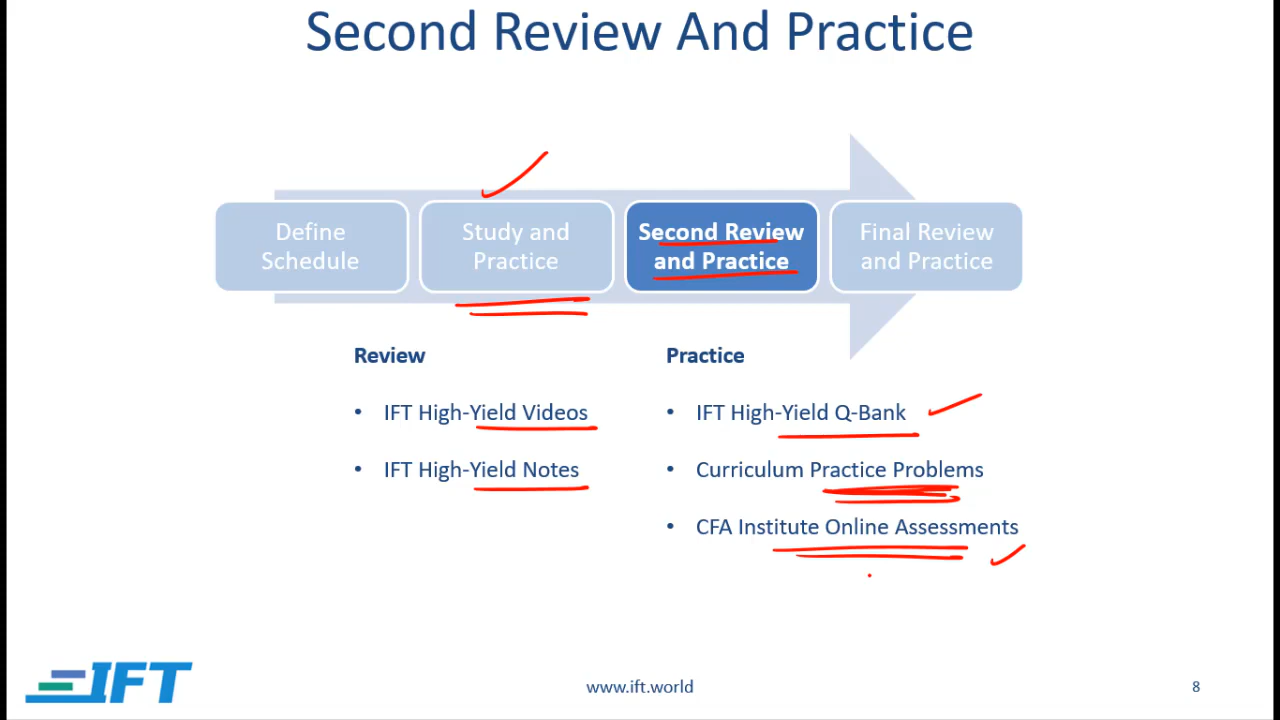 Second Review And Practice
Define
Schedule
Study and
Practice
Second Review
and Practice
Final Review
and Practice
Review
• IFT High-Yield Videos
• IFT High-Yield Notes
Practice
• IFT High-Yield Q-Bank
• Curriculum Practice Problems
• CFA Institute Online Assessments
IFT
www.ift.world
8